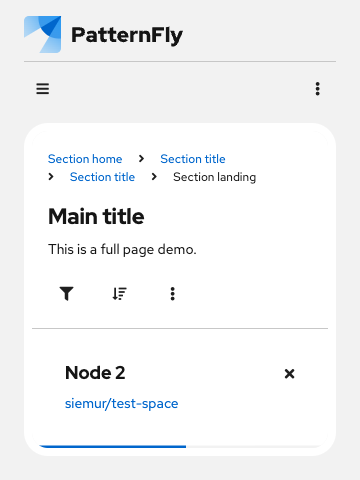 PatternFly
Section home Section title
Section title Section landing
Main title
This is a full page demo.
Node 2
siemur/test-space